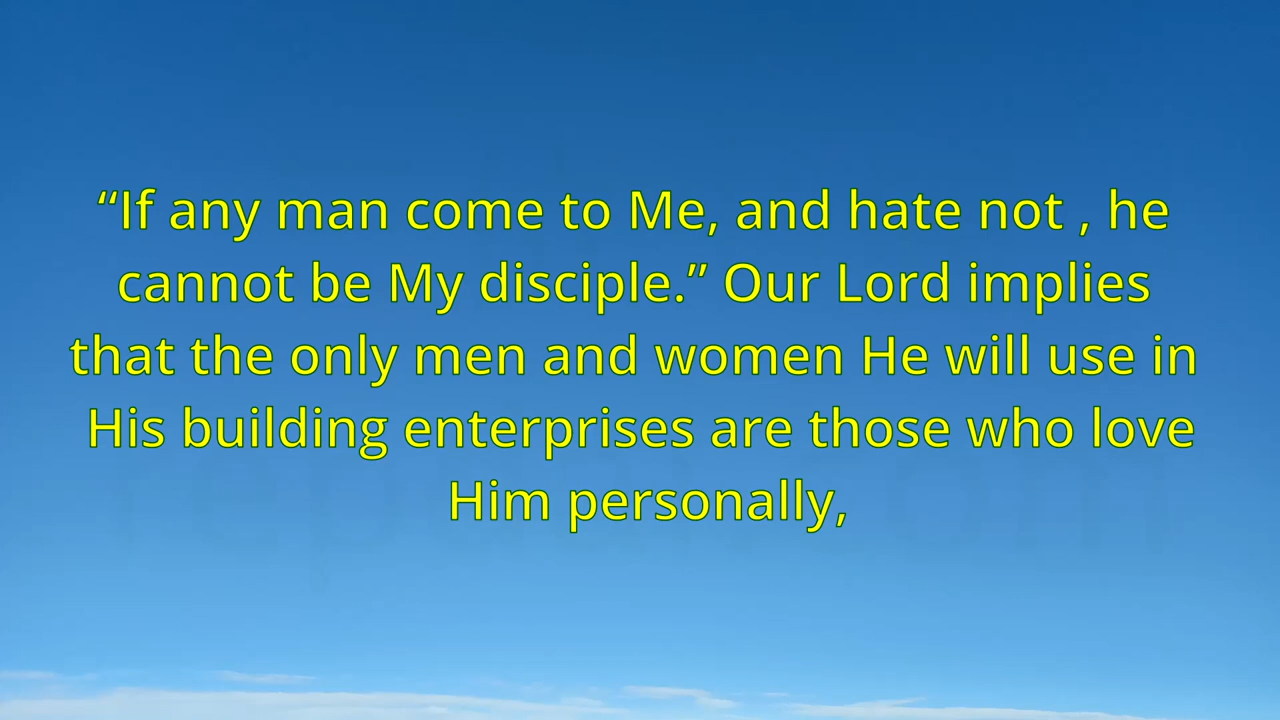 “If any man come to Me, and hate not , he
cannot be My disciple.” Our Lord implies
that the only men and women He will use in
His building enterprises are those who love
Him personally,